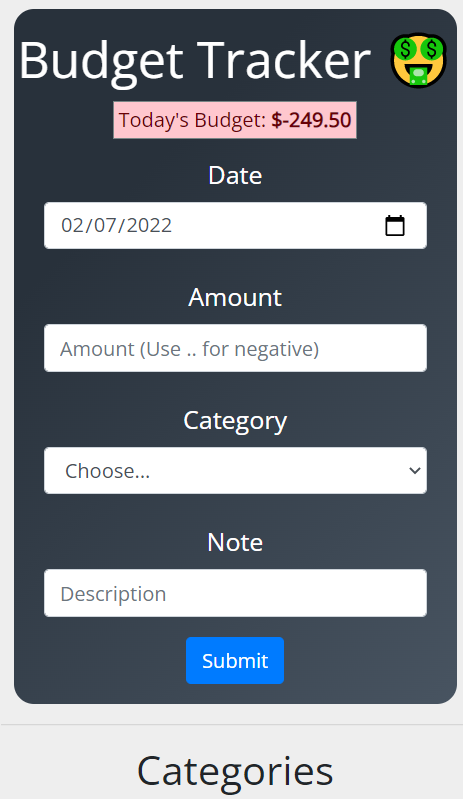 Budget Tracker 🤑
Today's Budget: $-249.50
Date
02/07/2022
Amount
Amount (Use .. for negative)
Category
Choose...
Note
Description
Submit
Categories